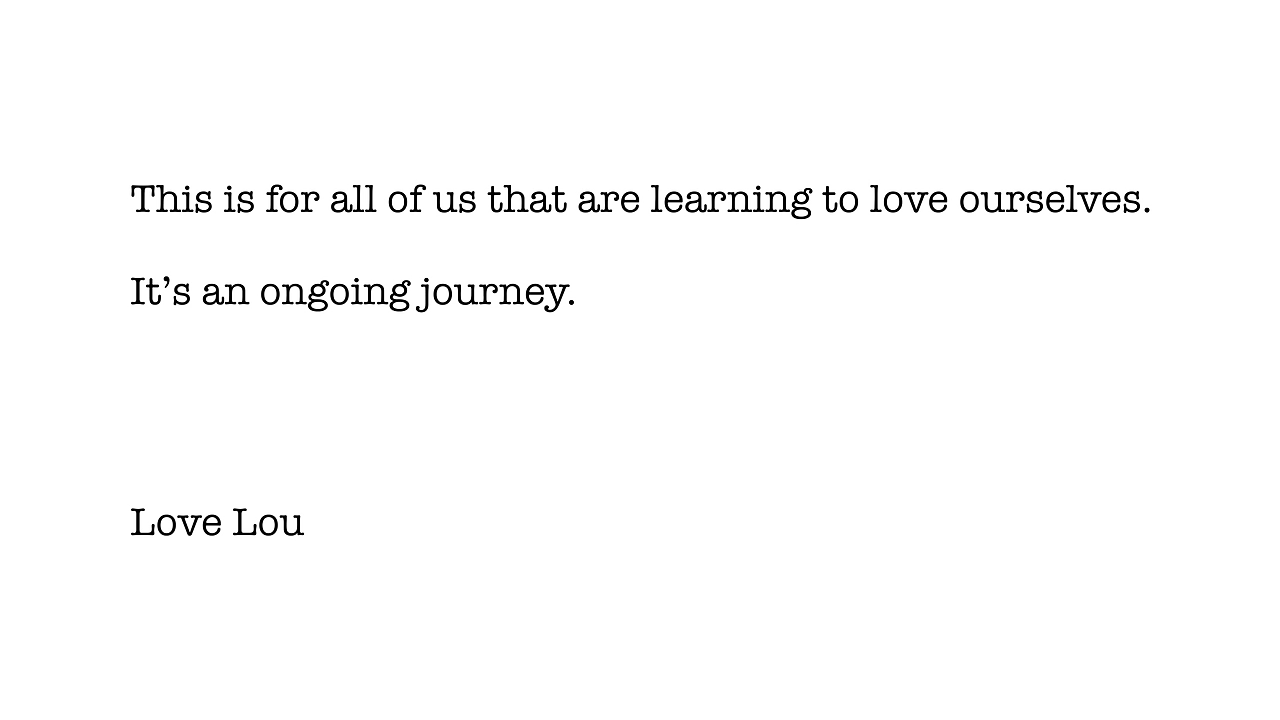 This is for all of us that are learning to love ourselves.
It’s an ongoing journey.
Love Lou